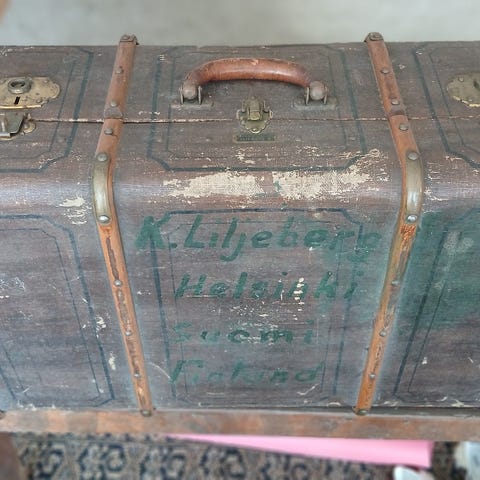 K. Liljeberg
Helsinki
Suomi
Finland